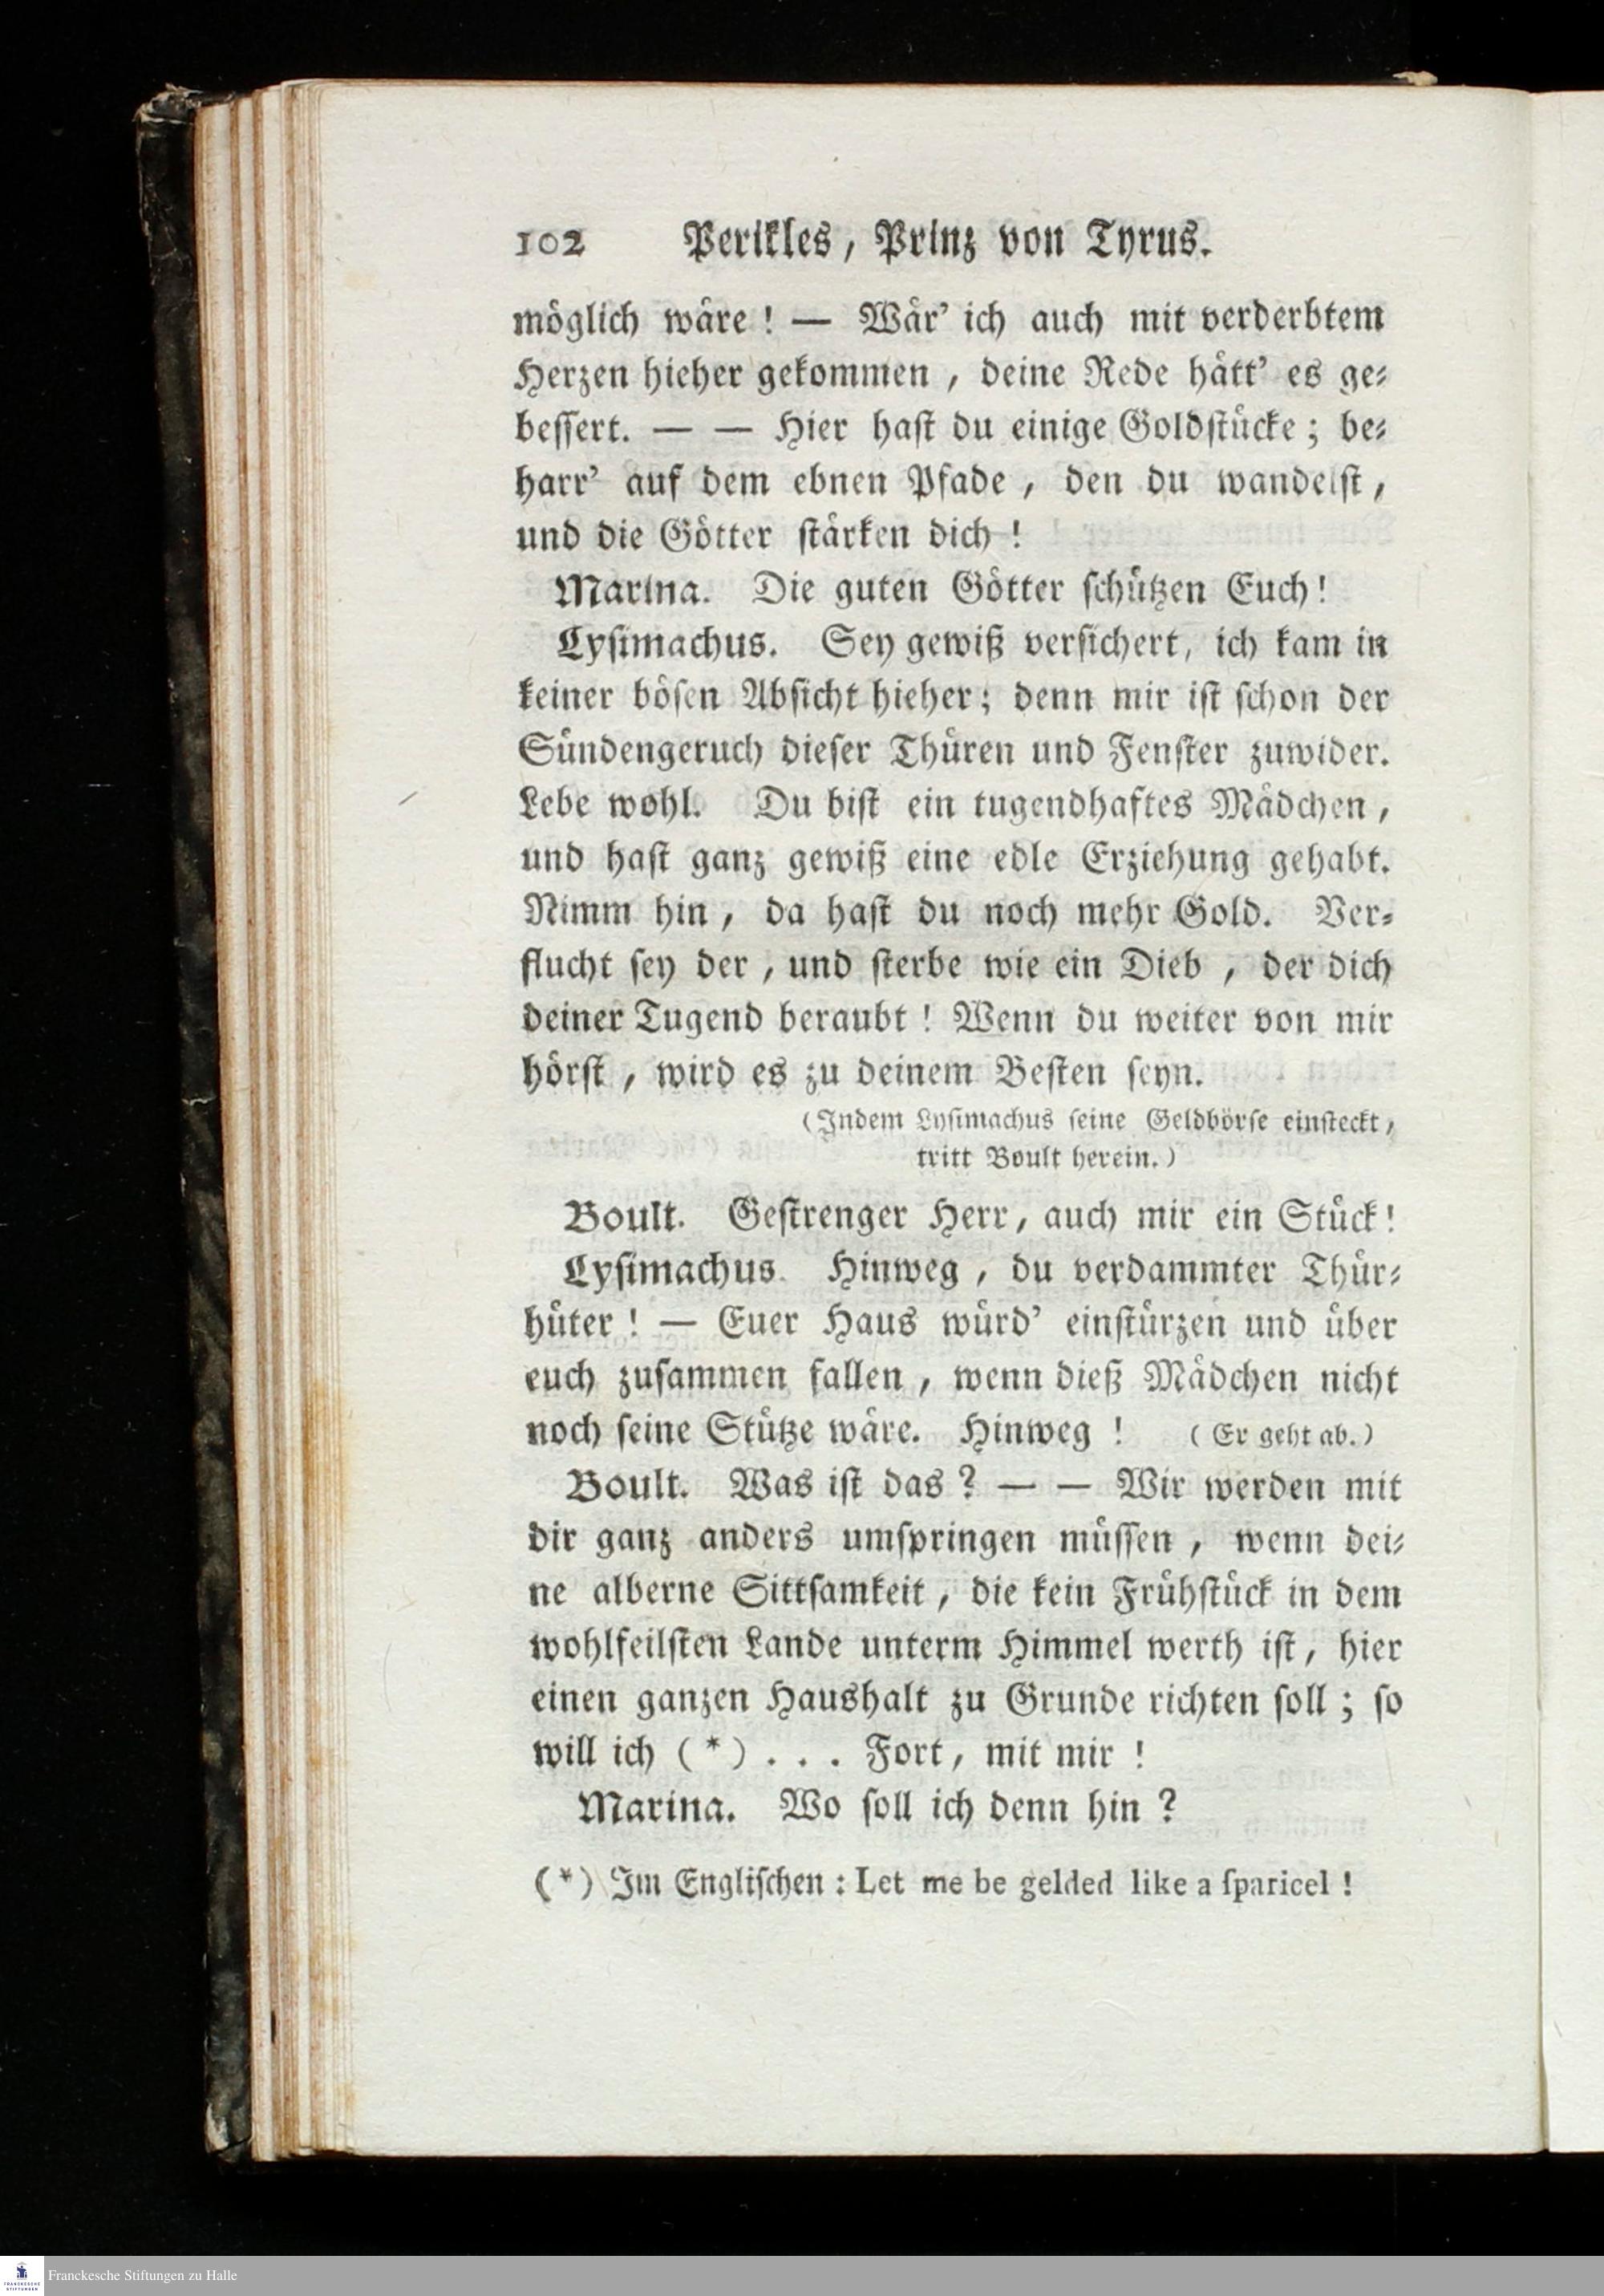 102 Perikles, Prinz von Tyrus.
möglich wäre! — Wär' ich auch mit verderbtem
Herzen hieher gekommen, deine Rede hätt' es ge-
bessert. — — Hier hast du einige Goldstücke; be-
harr' auf dem ebnen Pfade, den du wandelst,
und die Götter stärken dich!
Marina. Die guten Götter schützen Euch!
Lysimachus. Sey gewiß versichert, ich kam in
keiner bösen Absicht hieher; denn mir ist schon der
Sündengeruch dieser Thüren und Fenster zuwider.
Lebe wohl. Du bist ein tugendhaftes Mädchen,
und hast ganz gewiß eine edle Erziehung gehabt.
Nimm hin, da hast du noch mehr Gold. Ver-
flucht sey der, und sterbe wie ein Dieb, der dich
deiner Tugend beraubt! Wenn du weiter von mir
hörst, wird es zu deinem Besten seyn.
(Indem Lysimachus seine Geldbörse einsteckt,
tritt Boult herein.)
Boult. Gestrenger Herr, auch mir ein Stück!
Lysimachus. Hinweg, du verdammter Thür-
hüter! — Euer Haus würd' einstürzen und über
euch zusammen fallen, wenn dieß Mädchen nicht
noch seine Stütze wäre. Hinweg! (Er geht ab.)
Boult. Was ist das? — — Wir werden mit
dir ganz anders umspringen müssen, wenn dei-
ne alberne Sittsamkeit, die kein Frühstück in dem
wohlfeilsten Lande unterm Himmel werth ist, hier
einen ganzen Haushalt zu Grunde richten soll; so
will ich (*) . . . Fort, mit mir!
Marina. Wo soll ich denn hin?
(*) Im Englischen: Let me be gelded like a ſparicel!
FRANCKESCHE
STIFTUNGEN
Franckesche Stiftungen zu Halle